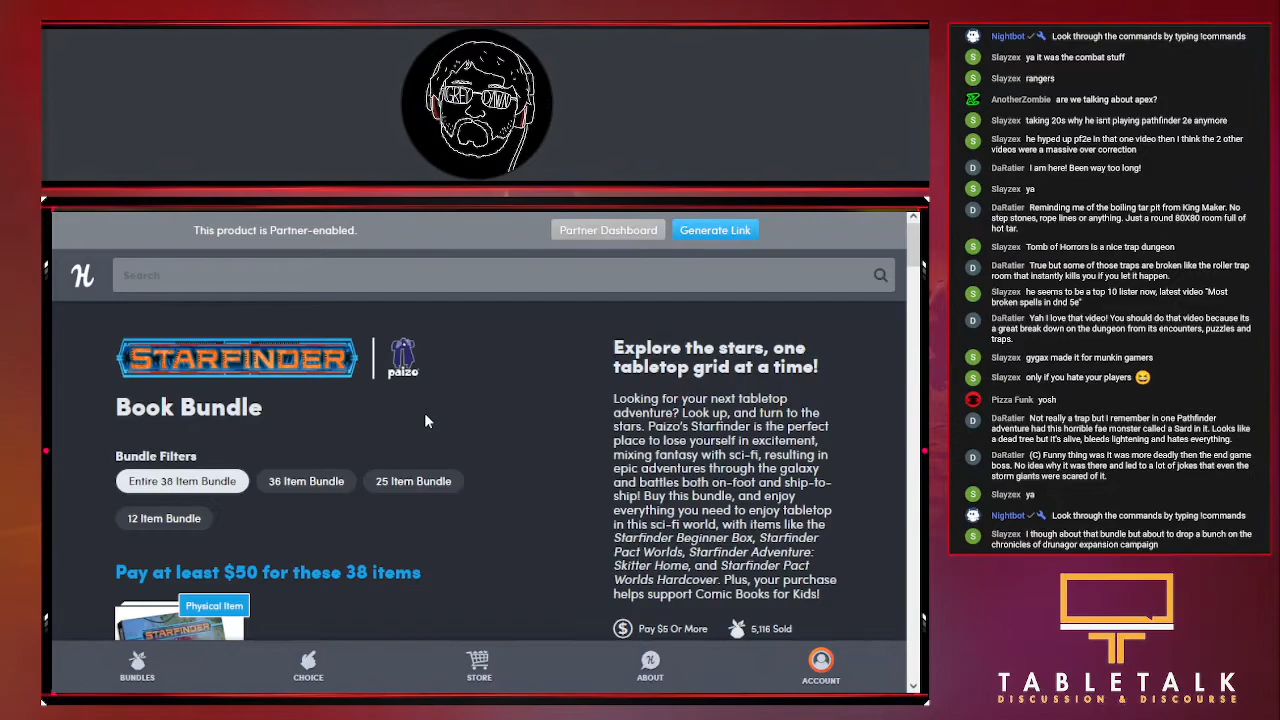 This product is Partner-enabled.
Partner Dashboard
Generate Link
H
Search
STARFINDER
paizo
Book Bundle
Bundle Filters
Entire 38 Item Bundle
36 Item Bundle
25 Item Bundle
12 Item Bundle
Pay at least $50 for these 38 items
Physical Item
STARFINDER
Explore the stars, one
tabletop grid at a time!
Looking for your next tabletop
adventure? Look up, and turn to the
stars. Paizo's Starfinder is the perfect
place to lose yourself in excitement,
mixing fantasy with sci-fi, resulting in
epic adventures through the galaxy
and battles both on-foot and ship-to-
ship! Buy this bundle, and enjoy
everything you need to enjoy tabletop
in this sci-fi world, with items like the
Starfinder Beginner Box, Starfinder
Pact Worlds, Starfinder Adventure:
Skitter Home, and Starfinder Pact
Worlds Hardcover. Plus, your purchase
helps support Comic Books for Kids!
Pay $5 Or More
5,116 Sold
BUNDLES
CHOICE
STORE
ABOUT
ACCOUNT
Nightbot Look through the commands by typing !commands
S Slayzex ya it was the combat stuff
S Slayzex rangers
AnotherZombie are we talking about apex?
S Slayzex taking 20s why he isnt playing pathfinder 2e anymore
S Slayzex he hyped up pf2e in that one video then I think the 2 other
videos were a massive over correction
D DaRatier I am here! Been way too long!
S Slayzex ya
D DaRatier Reminding me of the boiling tar pit from King Maker. No
step stones, rope lines or anything. Just a round 80X80 room full of
hot tar.
S Slayzex Tomb of Horrors is a nice trap dungeon
D DaRatier True but some of those traps are broken like the roller trap
room that instantly kills you if you let it happen.
S Slayzex he seems to be a top 10 lister now, latest video "Most
broken spells in dnd 5e"
D DaRatier Yah I love that video! You should do that video because its
a great break down on the dungeon from its encounters, puzzles and
traps.
S Slayzex gygax made it for munkin gamers
S Slayzex only if you hate your players 😆
Pizza Funk yosh
D DaRatier Not really a trap but I remember in one Pathfinder
adventure had this horrible fae monster called a Sard in it. Looks like
a dead tree but it's alive, bleeds lightening and hates everything.
D DaRatier (C) Funny thing was it was more deadly then the end game
boss. No idea why it was there and led to a lot of jokes that even the
storm giants were scared of it.
S Slayzex ya
Nightbot Look through the commands by typing !commands
S Slayzex I though about that bundle but about to drop a bunch on the
chronicles of drunagor expansion campaign
TABLETALK
DISCUSSION & DISCOURSE